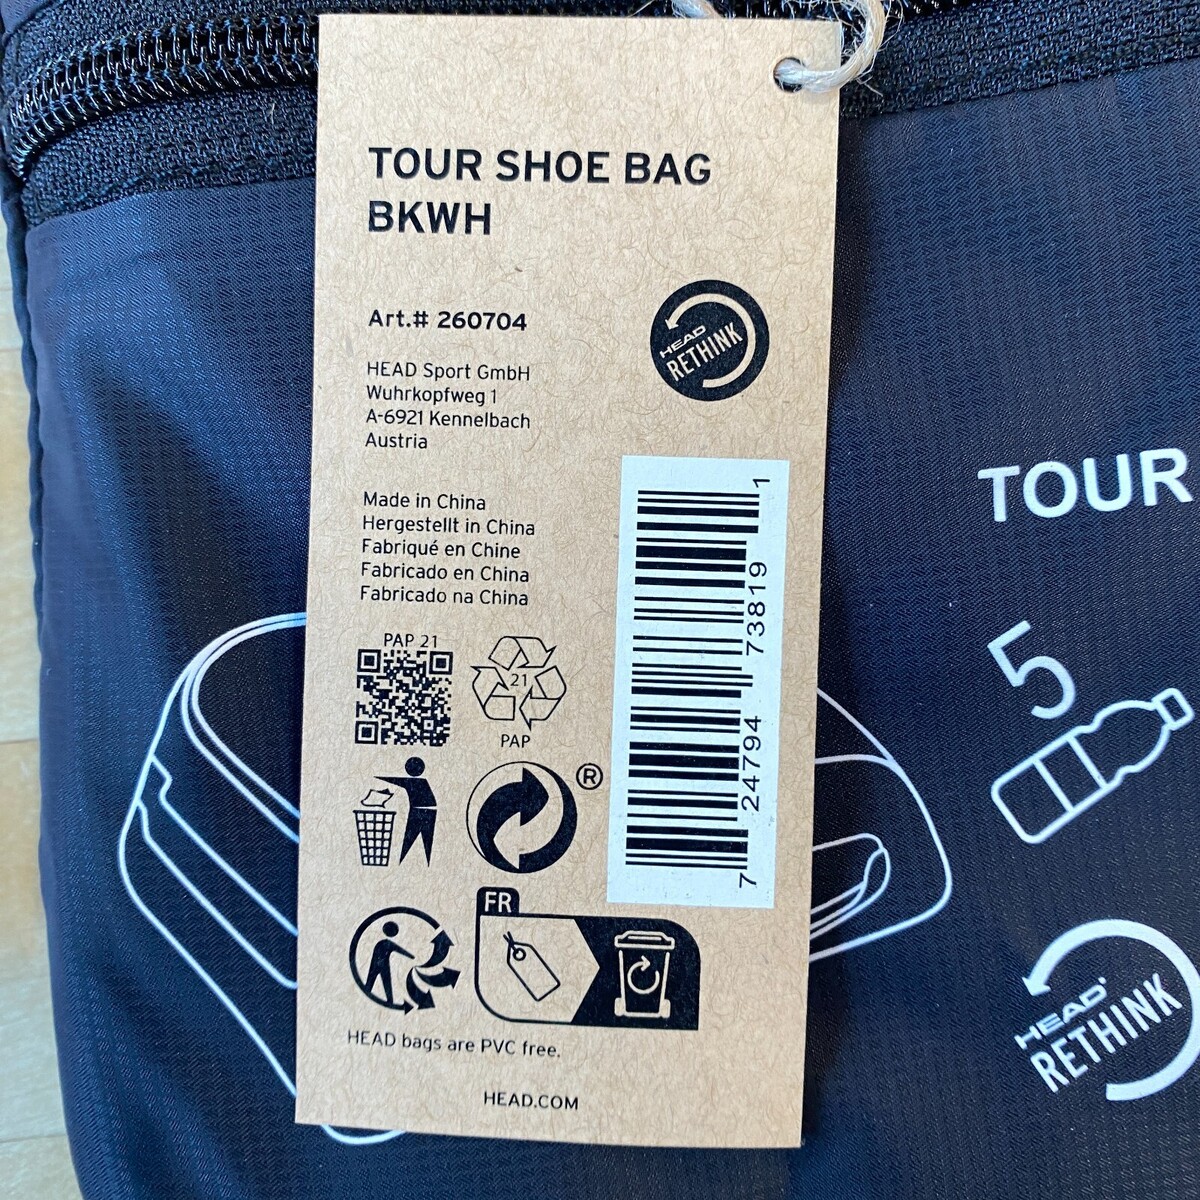 TOUR SHOE BAG
BKWH
Art.# 260704
HEAD RETHINK
HEAD Sport GmbH
Wuhrkopfweg 1
A-6921 Kennelbach
Austria
Made in China
Hergestellt in China
Fabriqué en Chine
Fabricado en China
Fabricado na China
7 24794 73819 1
PAP 21
21
PAP
®
FR
HEAD bags are PVC free.
HEAD.COM
TOUR
5
HEAD
RETHINK